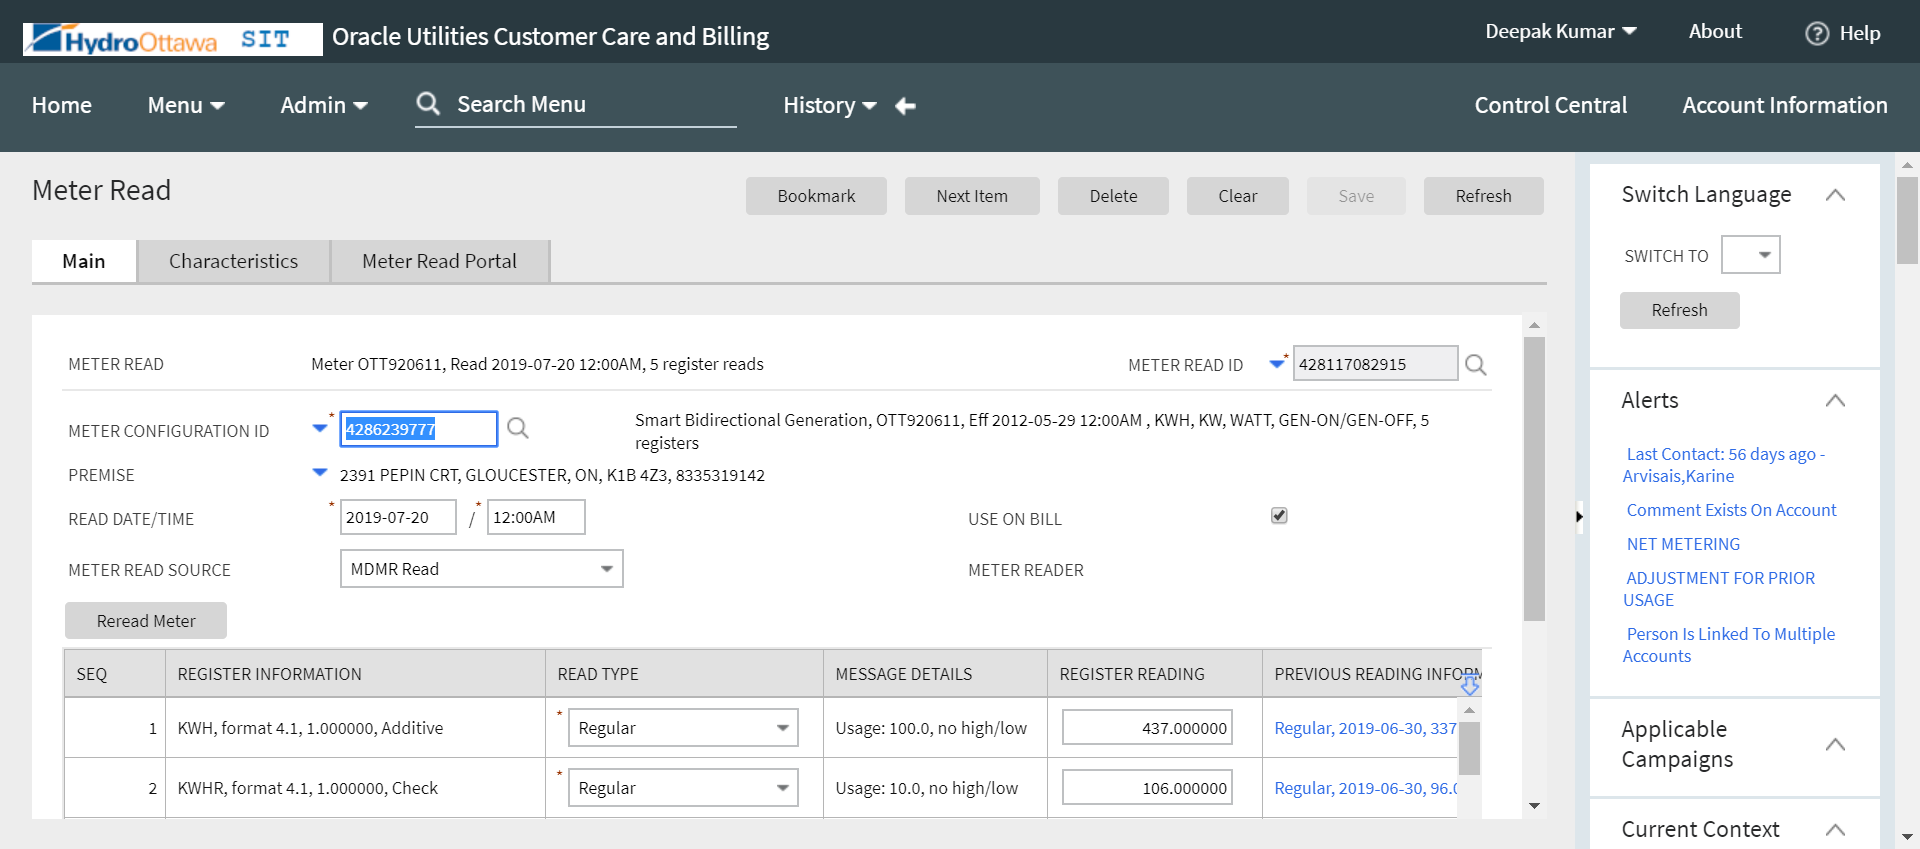 HydroOttawa SIT Oracle Utilities Customer Care and Billing Deepak Kumar About ? Help
Home Menu Admin Search Menu History Control Central Account Information
Meter Read Bookmark Next Item Delete Clear Save Refresh
Main Characteristics Meter Read Portal
METER READ Meter OTT920611, Read 2019-07-20 12:00AM, 5 register reads METER READ ID * 428117082915
METER CONFIGURATION ID * 4286239777 Smart Bidirectional Generation, OTT920611, Eff 2012-05-29 12:00AM , KWH, KW, WATT, GEN-ON/GEN-OFF, 5
registers
PREMISE 2391 PEPIN CRT, GLOUCESTER, ON, K1B 4Z3, 8335319142
READ DATE/TIME * 2019-07-20 / * 12:00AM USE ON BILL
METER READ SOURCE MDMR Read METER READER
Reread Meter
SEQ REGISTER INFORMATION READ TYPE MESSAGE DETAILS REGISTER READING PREVIOUS READING
1 KWH, format 4.1, 1.000000, Additive * Regular Usage: 100.0, no high/low 437.000000 Regular, 2019-06-30, 337
2 KWHR, format 4.1, 1.000000, Check * Regular Usage: 10.0, no high/low 106.000000 Regular, 2019-06-30, 96.0
Switch Language
SWITCH TO
Refresh
Alerts
Last Contact: 56 days ago -
Arvisais,Karine
Comment Exists On Account
NET METERING
ADJUSTMENT FOR PRIOR
USAGE
Person Is Linked To Multiple
Accounts
Applicable
Campaigns
Current Context